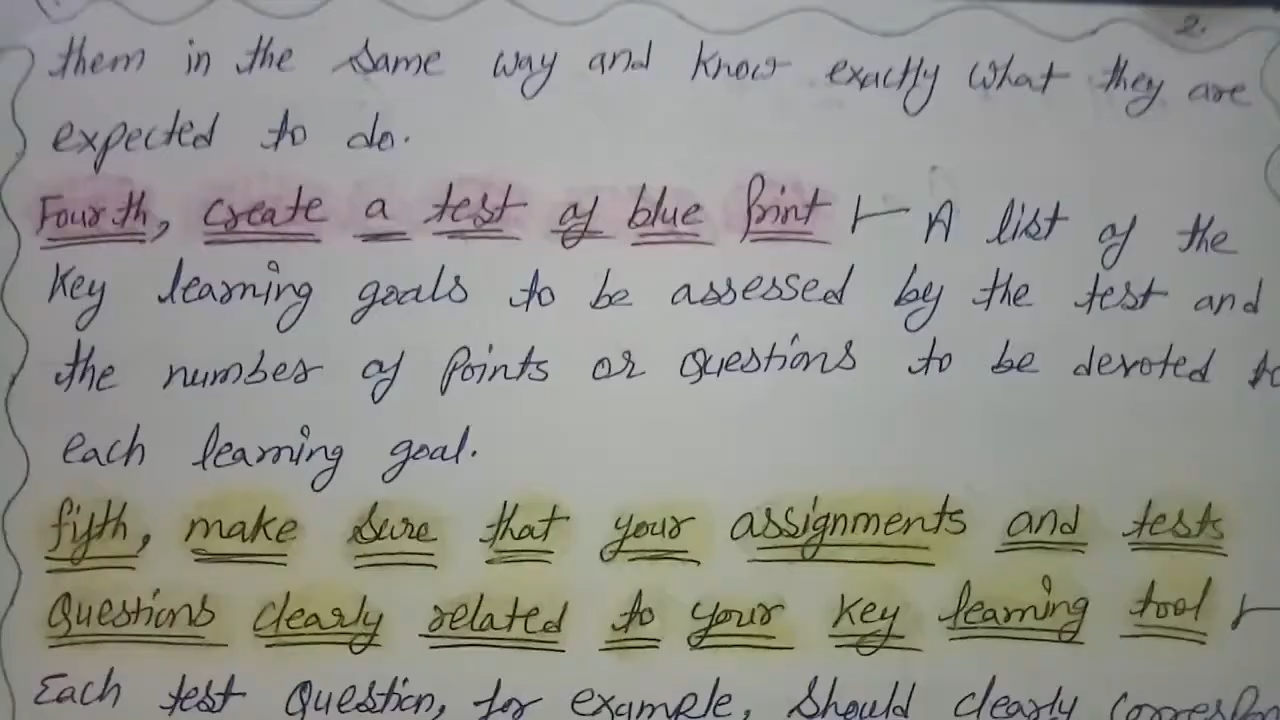 2.
them in the same way and know exactly what they are
expected to do.
Fourth, create a test of blue Print :- A list of the
Key learning goals to be assessed by the test and
the number of Points or Questions to be devoted to
each learning goal.
fifth, make sure that your assignments and tests
Questions clearly related to your key learning tool :-
Each test Question, for example, should clearly